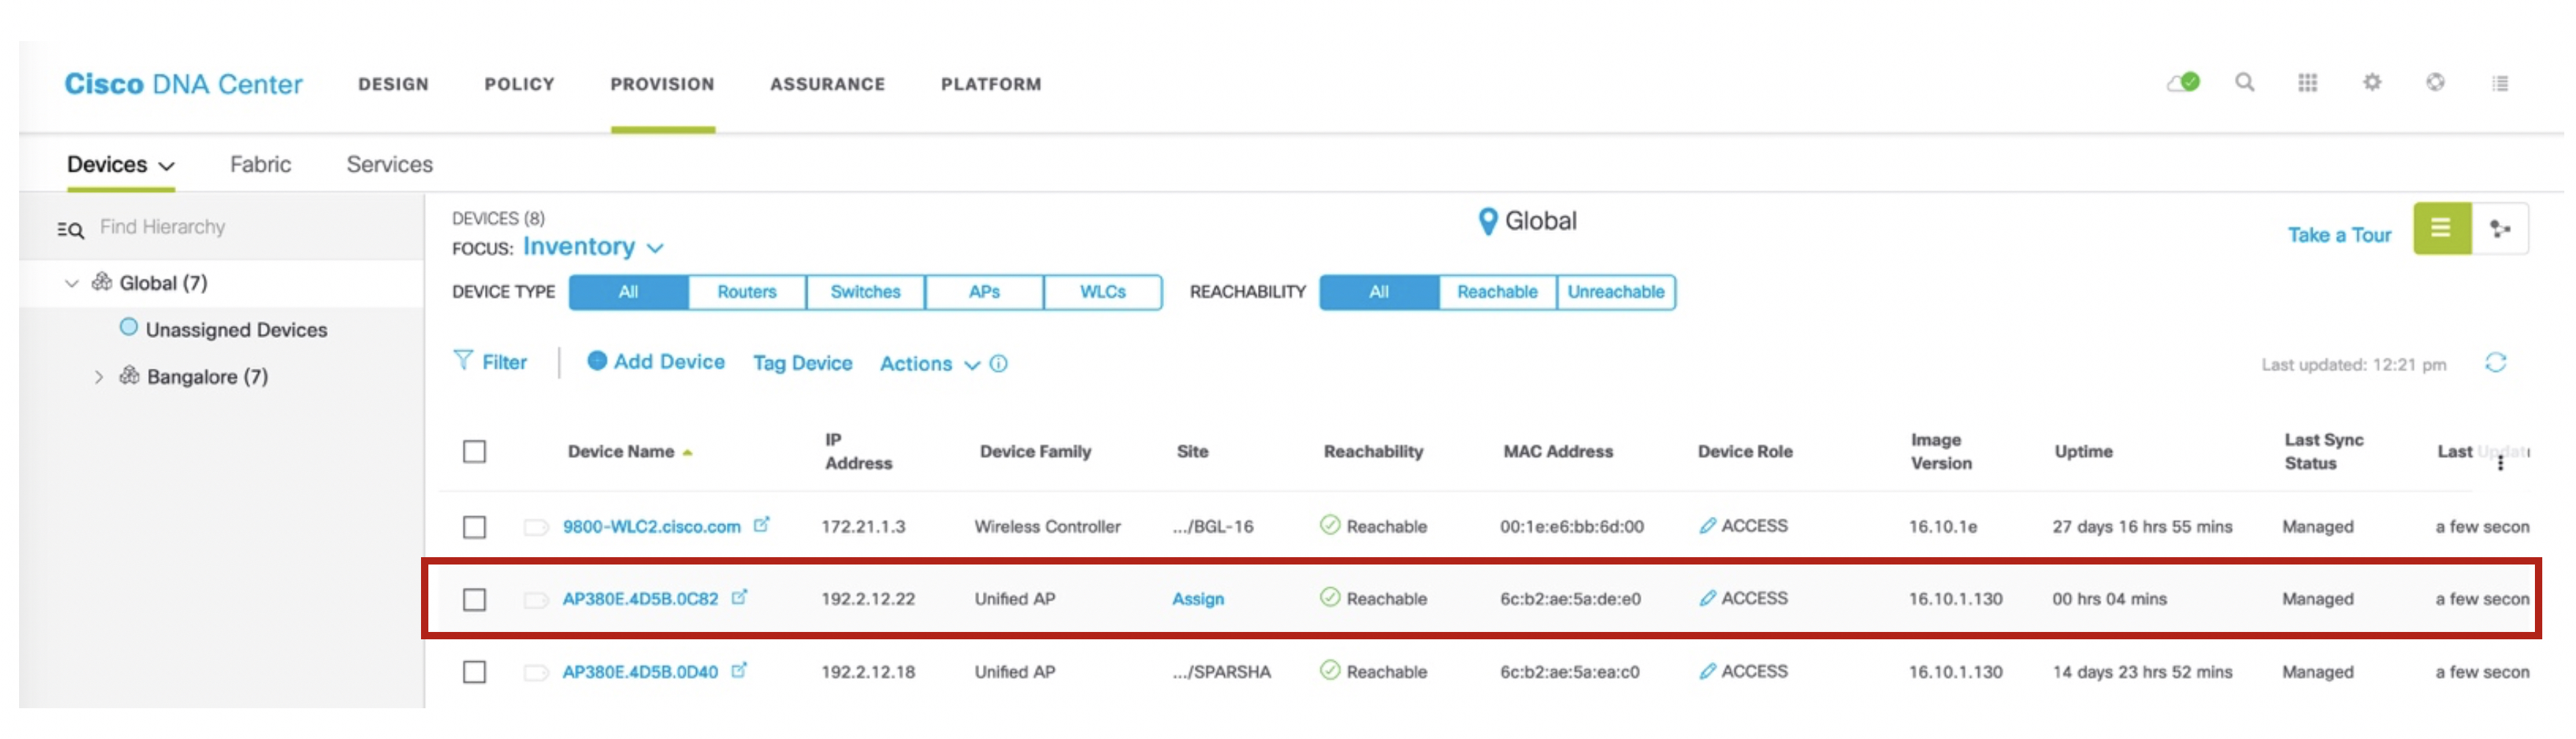 Cisco DNA Center DESIGN POLICY PROVISION ASSURANCE PLATFORM
Devices Fabric Services
Find Hierarchy
Global (7)
Unassigned Devices
Bangalore (7)
DEVICES (8)
FOCUS: Inventory
Global
Take a Tour
DEVICE TYPE All Routers Switches APs WLCs REACHABILITY All Reachable Unreachable
Filter Add Device Tag Device Actions
Last updated: 12:21 pm
Device Name IP Address Device Family Site Reachability MAC Address Device Role Image Version Uptime Last Sync Status Last
9800-WLC2.cisco.com 172.21.1.3 Wireless Controller .../BGL-16 Reachable 00:1e:e6:bb:6d:00 ACCESS 16.10.1e 27 days 16 hrs 55 mins Managed a few secon
AP380E.4D5B.0C82 192.2.12.22 Unified AP Assign Reachable 6c:b2:ae:5a:de:e0 ACCESS 16.10.1.130 00 hrs 04 mins Managed a few secon
AP380E.4D5B.0D40 192.2.12.18 Unified AP .../SPARSHA Reachable 6c:b2:ae:5a:ea:c0 ACCESS 16.10.1.130 14 days 23 hrs 52 mins Managed a few secon